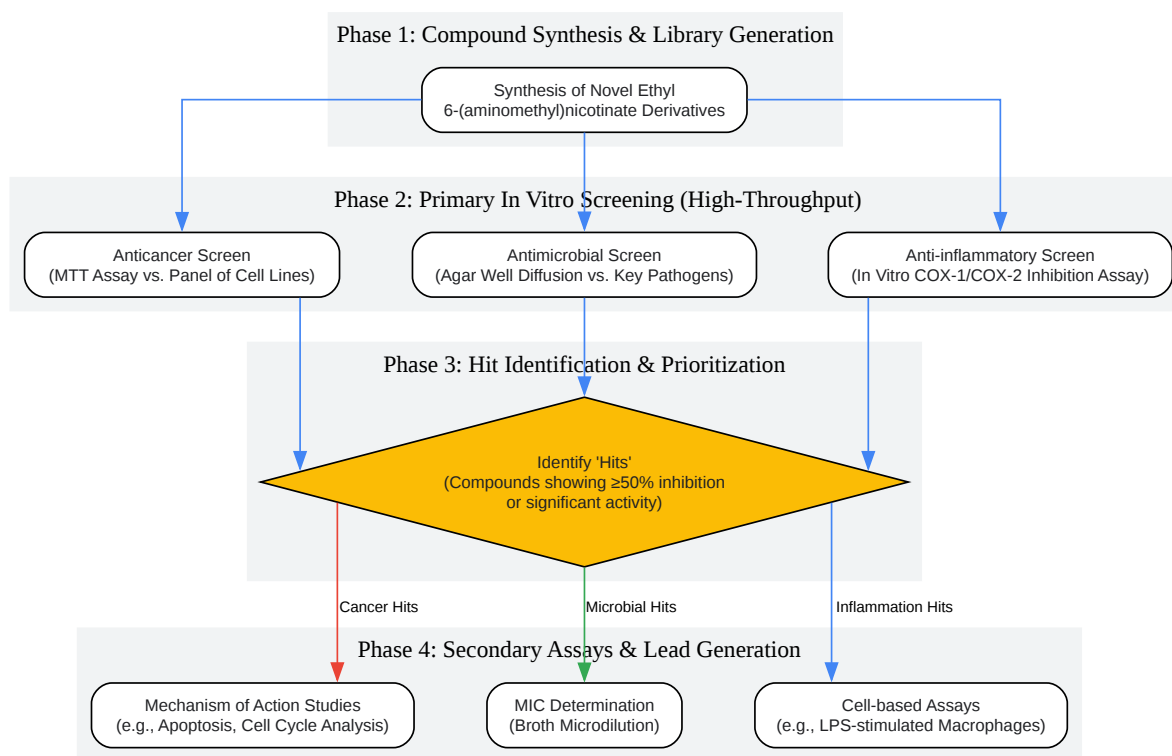 Phase 1: Compound Synthesis & Library Generation
Synthesis of Novel Ethyl
6-(aminomethyl)nicotinate Derivatives
Phase 2: Primary In Vitro Screening (High-Throughput)
Anticancer Screen
(MTT Assay vs. Panel of Cell Lines)
Antimicrobial Screen
(Agar Well Diffusion vs. Key Pathogens)
Anti-inflammatory Screen
(In Vitro COX-1/COX-2 Inhibition Assay)
Phase 3: Hit Identification & Prioritization
Identify 'Hits'
(Compounds showing ≥50% inhibition
or significant activity)
Cancer Hits
Microbial Hits
Inflammation Hits
Phase 4: Secondary Assays & Lead Generation
Mechanism of Action Studies
(e.g., Apoptosis, Cell Cycle Analysis)
MIC Determination
(Broth Microdilution)
Cell-based Assays
(e.g., LPS-stimulated Macrophages)